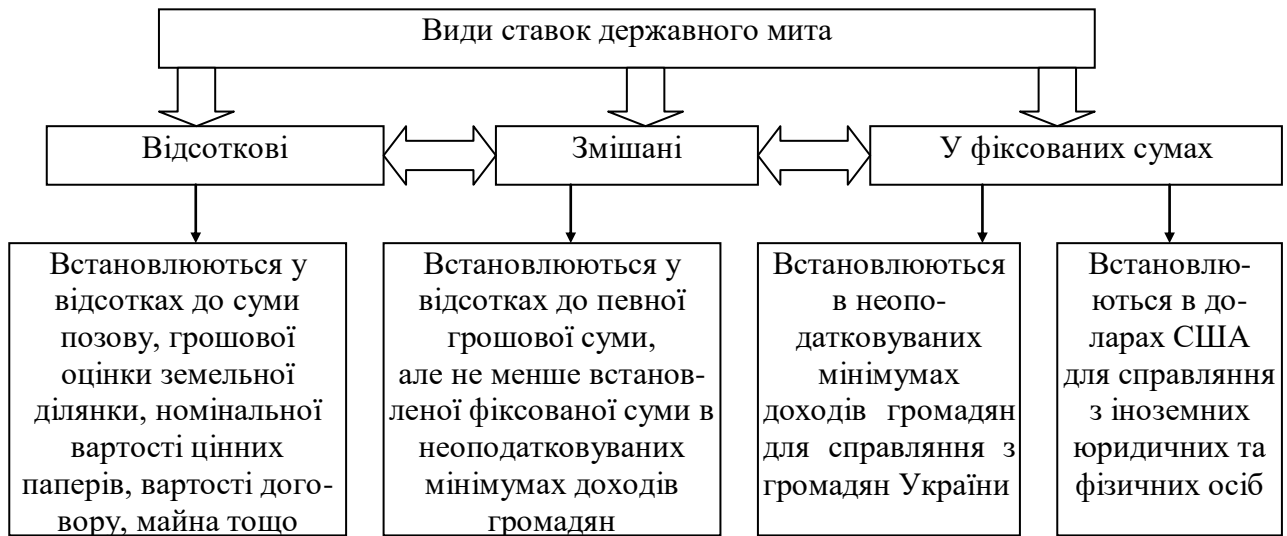 Види ставок державного мита
Відсоткові
Змішані
У фіксованих сумах
Встановлюються у
відсотках до суми
позову, грошової
оцінки земельної
ділянки, номінальної
вартості цінних
паперів, вартості дого-
вору, майна тощо
Встановлюються у
відсотках до певної
грошової суми,
але не менше встанов-
леної фіксованої суми в
неоподатковуваних
мінімумах доходів
громадян
Встановлюються
в неопо-
датковуваних
мінімумах
доходів громадян
для справляння з
громадян України
Встановлю-
ються в до-
ларах США
для справляння
з іноземних
юридичних та
фізичних осіб